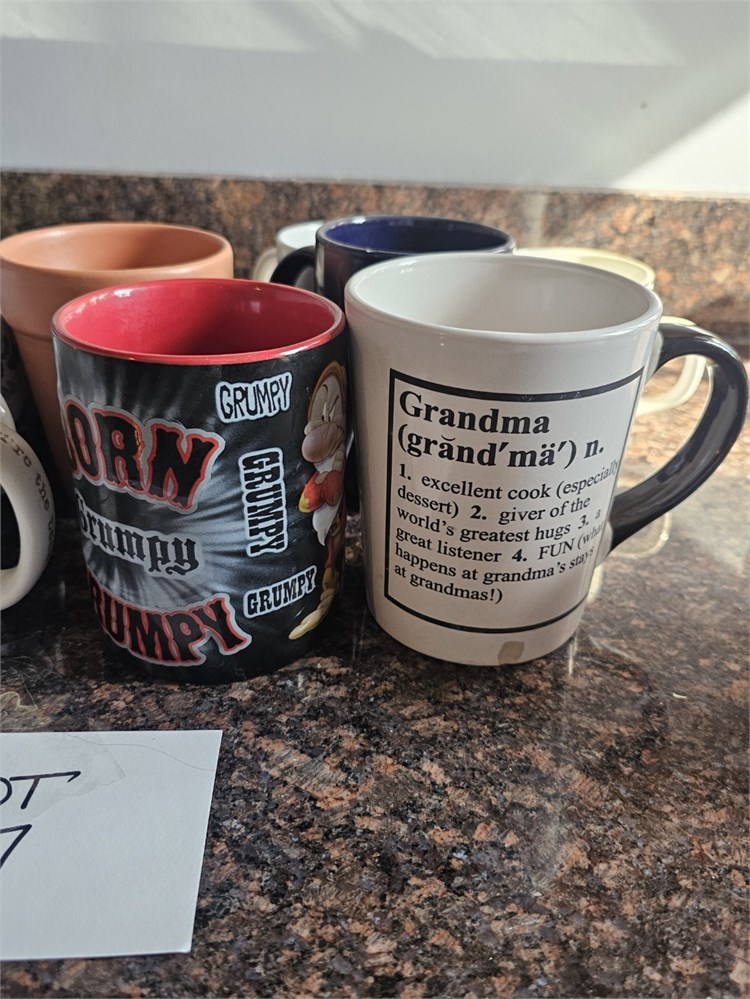 GRUMPY
ORN
GRUMPY
Grumpy
RUMPY
GRUMPY
Grandma
(grănd′mä′) n.
1. excellent cook (especially
dessert) 2. giver of the
world's greatest hugs 3. a
great listener 4. FUN (what
happens at grandma's stays
at grandmas!)
OT
7